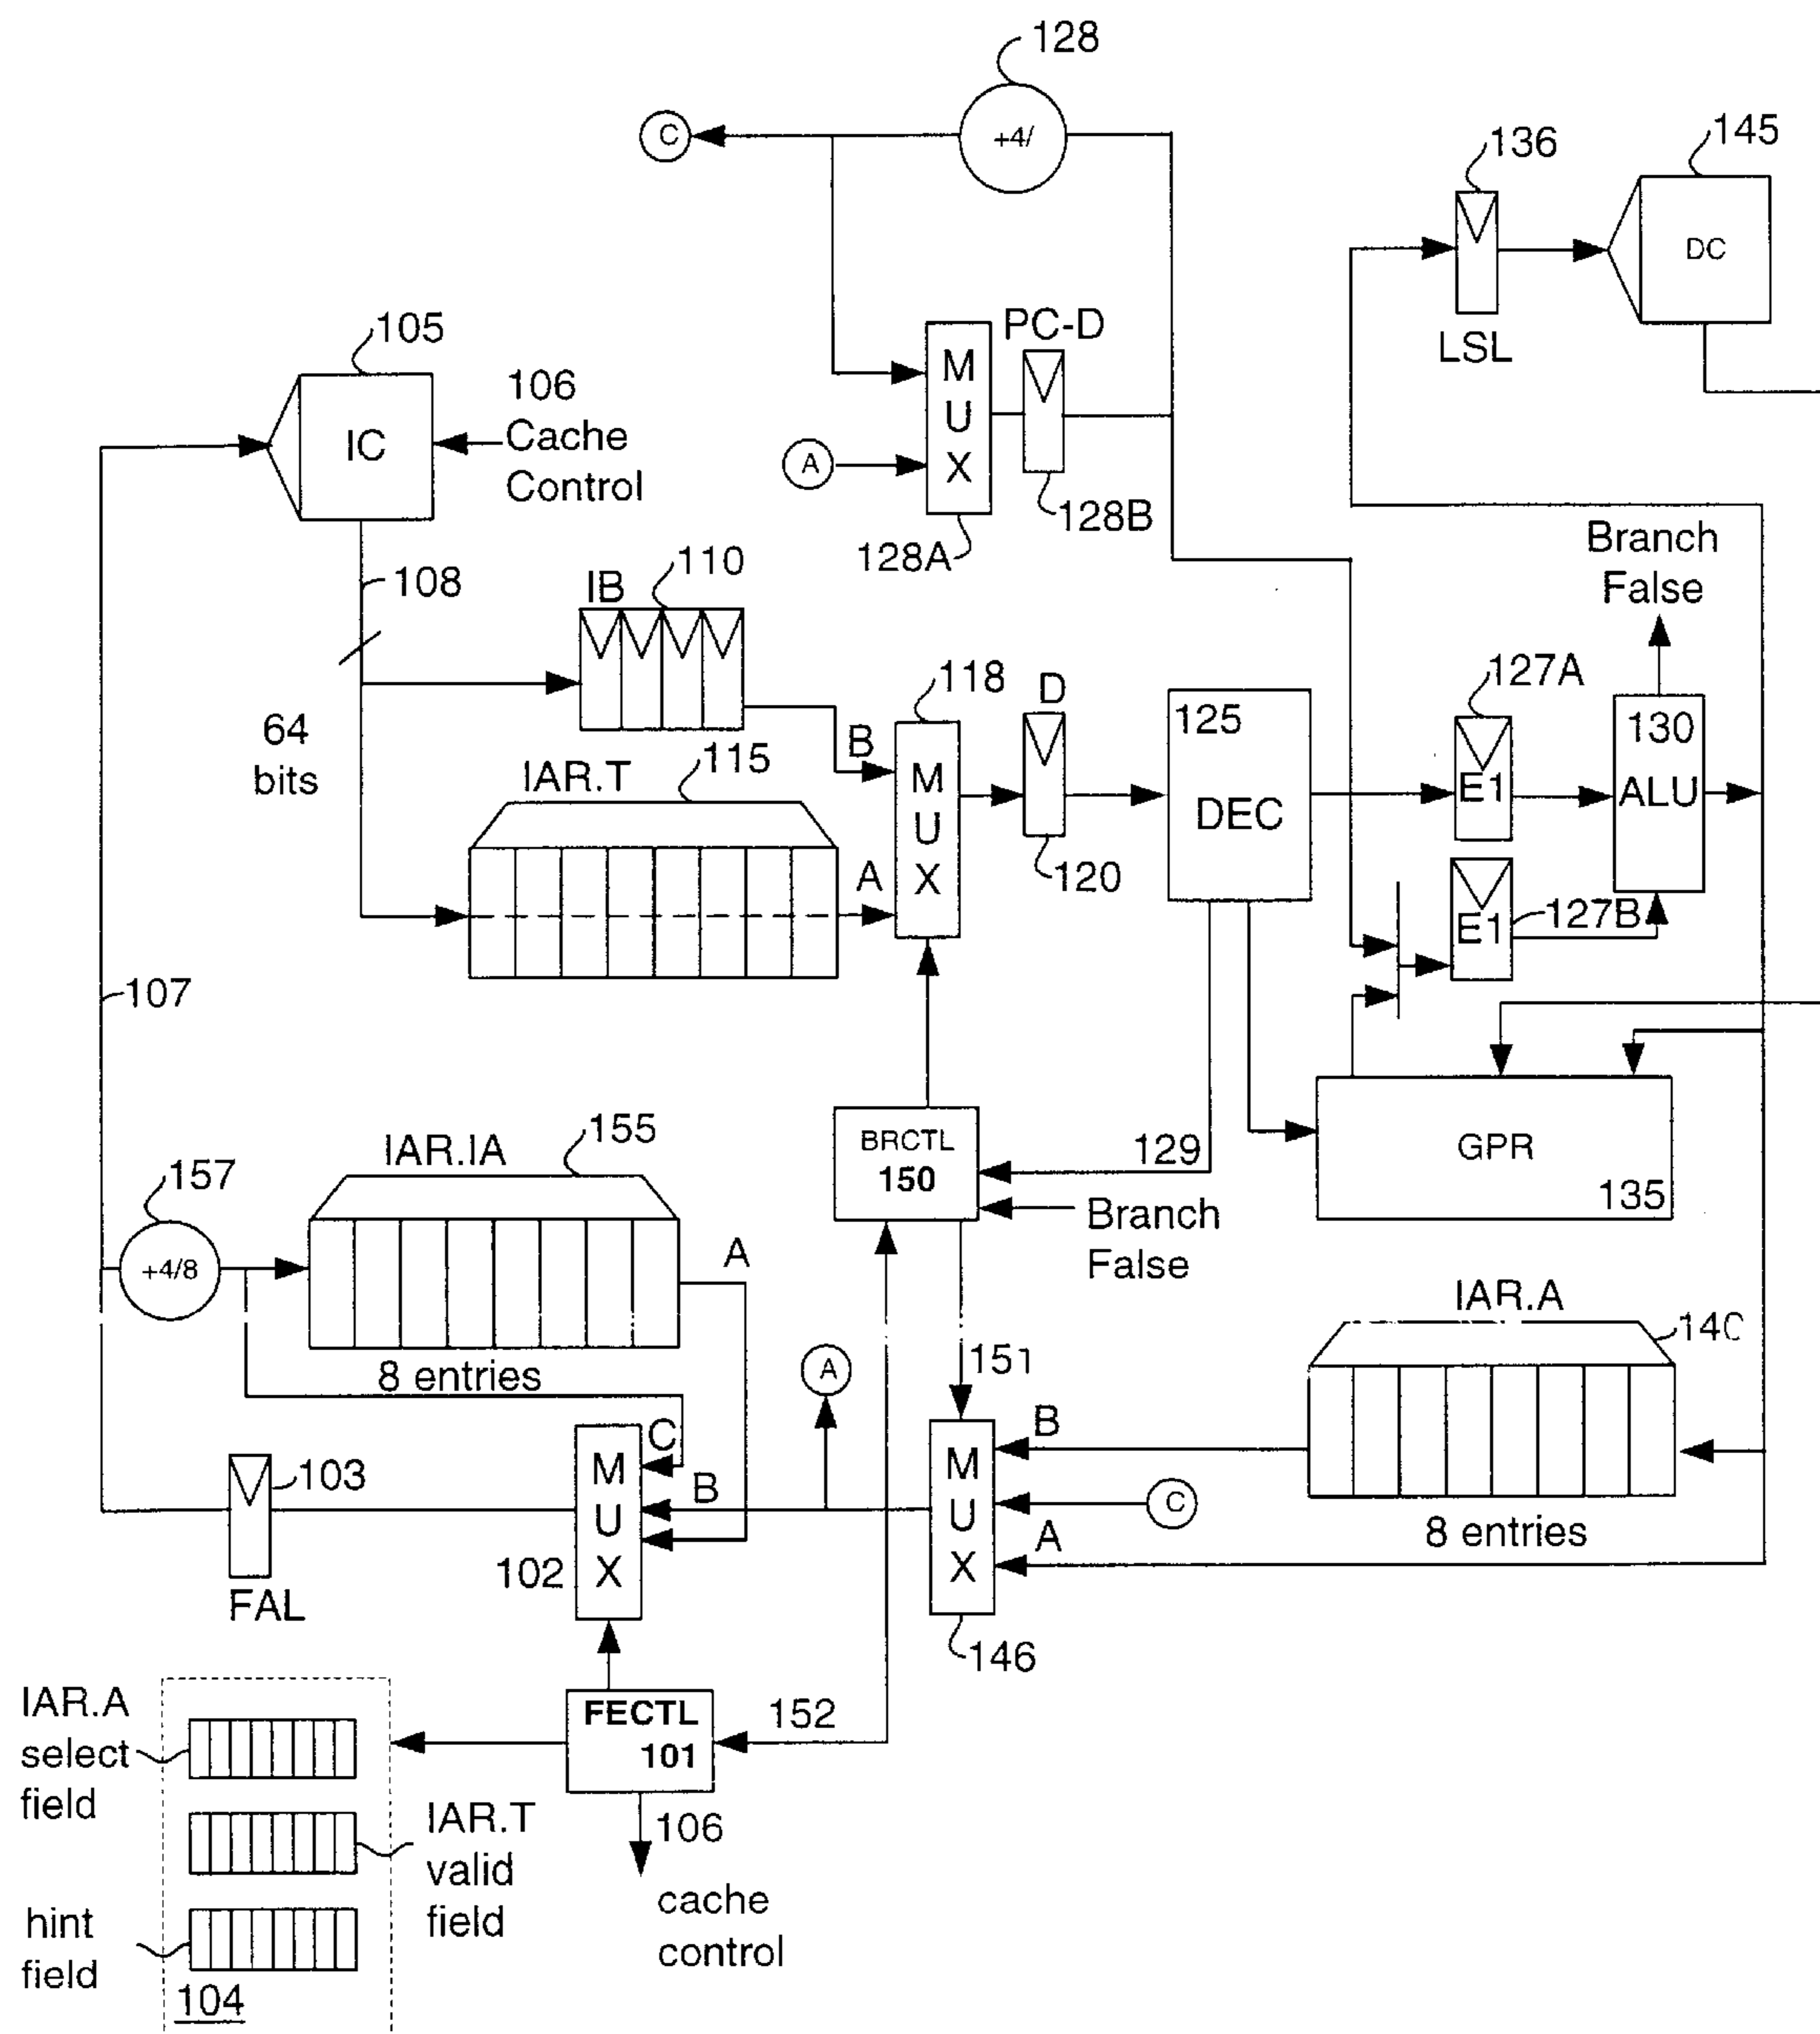 128
+4/
C
136
145
DC
LSL
PC-D
MUX
A
128B
128A
105
IC
106
Cache
Control
108
64
bits
IB
110
IAR.T
115
118
B
A
MUX
D
120
125
DEC
Branch
False
127A
E1
130
ALU
127B
E1
107
BRCTL
150
129
Branch
False
GPR
135
157
+4/8
IAR.IA
155
A
8 entries
A
151
IAR.A
8 entries
103
FAL
MUX
102
C
B
MUX
146
B
C
A
FECTL
101
152
106
cache
control
IAR.A
select
field
IAR.T
valid
field
hint
field
104